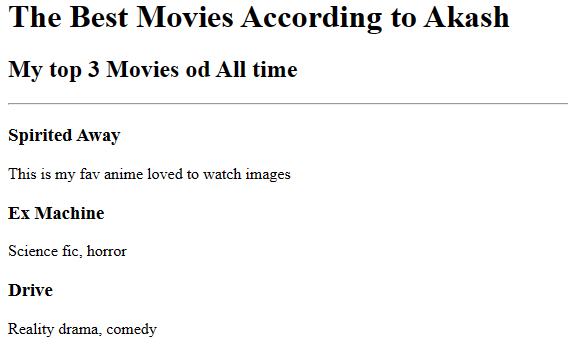 The Best Movies According to Akash
My top 3 Movies od All time
Spirited Away
This is my fav anime loved to watch images
Ex Machine
Science fic, horror
Drive
Reality drama, comedy